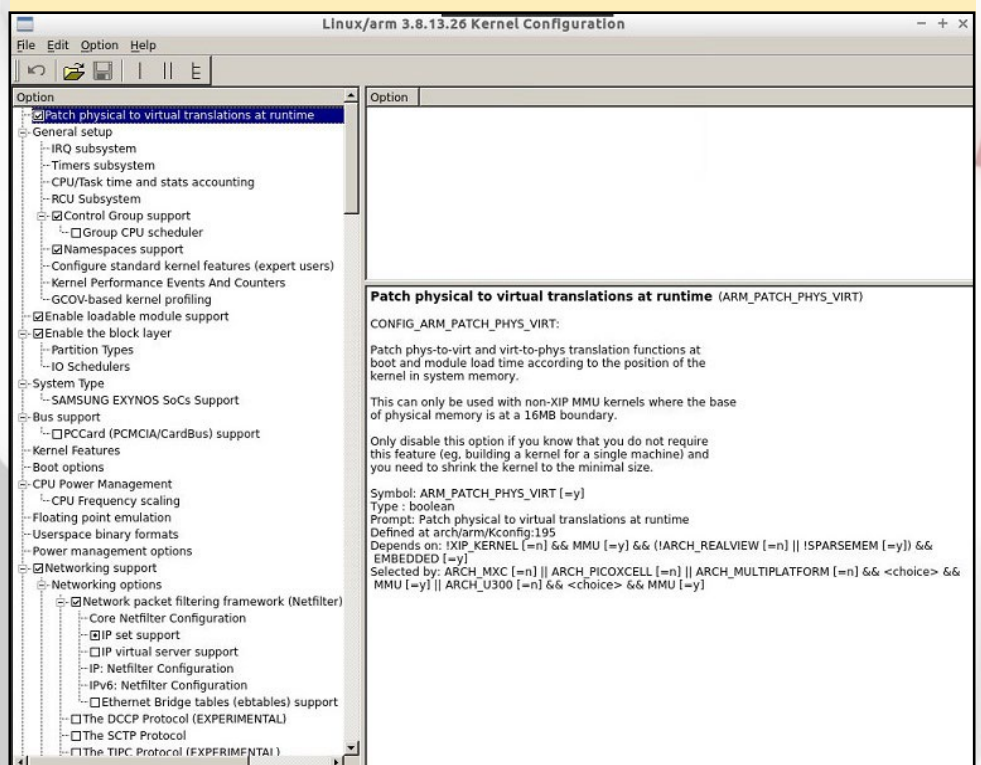 Linux/arm 3.8.13.26 Kernel Configuration
File Edit Option Help
Option
Patch physical to virtual translations at runtime
General setup
IRQ subsystem
Timers subsystem
CPU/Task time and stats accounting
RCU Subsystem
Control Group support
Group CPU scheduler
Namespaces support
Configure standard kernel features (expert users)
Kernel Performance Events And Counters
GCOV-based kernel profiling
Enable loadable module support
Enable the block layer
Partition Types
IO Schedulers
System Type
SAMSUNG EXYNOS SoCs Support
Bus support
PCCard (PCMCIA/CardBus) support
Kernel Features
Boot options
CPU Power Management
CPU Frequency scaling
Floating point emulation
Userspace binary formats
Power management options
Networking support
Networking options
Network packet filtering framework (Netfilter)
Core Netfilter Configuration
IP set support
IP virtual server support
IP: Netfilter Configuration
IPv6: Netfilter Configuration
Ethernet Bridge tables (ebtables) support
The DCCP Protocol (EXPERIMENTAL)
The SCTP Protocol
The TIPC Protocol (EXPERIMENTAL)
Option
Patch physical to virtual translations at runtime (ARM_PATCH_PHYS_VIRT)
CONFIG_ARM_PATCH_PHYS_VIRT:
Patch phys-to-virt and virt-to-phys translation functions at
boot and module load time according to the position of the
kernel in system memory.
This can only be used with non-XIP MMU kernels where the base
of physical memory is at a 16MB boundary.
Only disable this option if you know that you do not require
this feature (eg, building a kernel for a single machine) and
you need to shrink the kernel to the minimal size.
Symbol: ARM_PATCH_PHYS_VIRT [=y]
Type : boolean
Prompt: Patch physical to virtual translations at runtime
Defined at arch/arm/Kconfig:195
Depends on: !XIP_KERNEL [=n] && MMU [=y] && (!ARCH_REALVIEW [=n] || !SPARSEMEM [=y]) &&
EMBEDDED [=y]
Selected by: ARCH_MXC [=n] || ARCH_PICOXCELL [=n] || ARCH_MULTIPLATFORM [=n] && <choice> &&
MMU [=y] || ARCH_U300 [=n] && <choice> && MMU [=y]